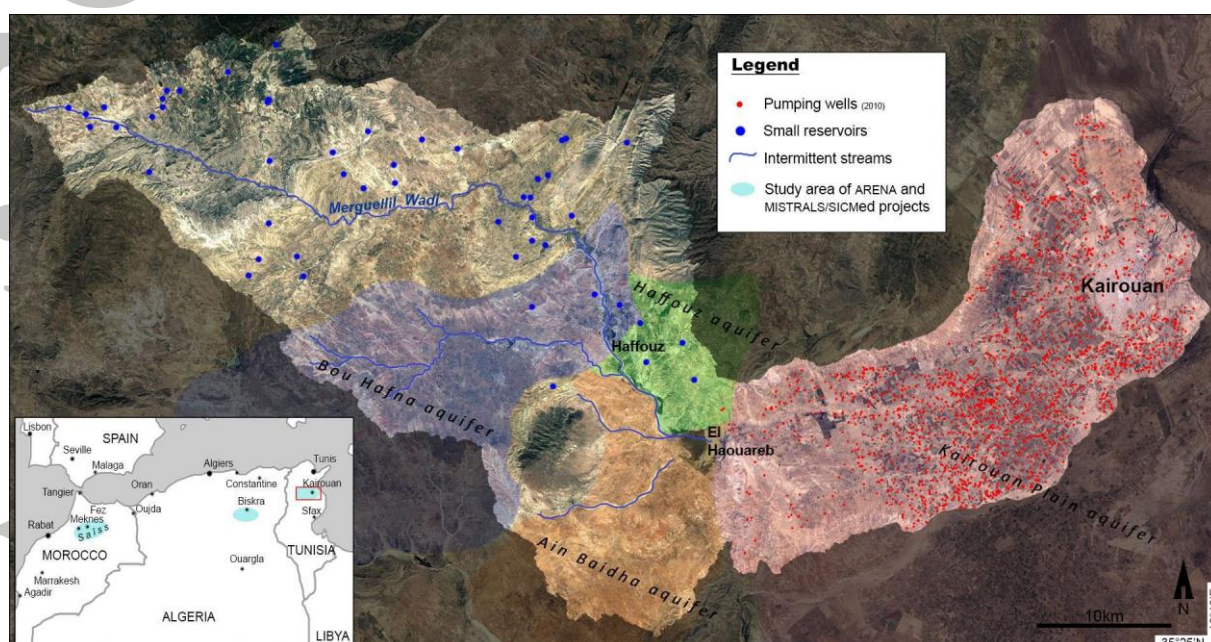 Legend
Pumping wells (2010)
Small reservoirs
Intermittent streams
Study area of ARENA and
MISTRALS/SICMed projects
Merguellil Wadi
Haffouz aquifer
Haffouz
Bou Hafna aquifer
El
Haouareb
Ain Baidha aquifer
Kairouan
Kairouan Plain aquifer
N
10km
35°25'N
Lisbon
SPAIN
Seville
Malaga
Algiers
Tunis
Tangier
Oran
Constantine
Kairouan
Fez
Oujda
Biskra
Sfax
Meknes
Rabat
Saïss
MOROCCO
Ouargla
TUNISIA
Marrakesh
Agadir
ALGERIA
LIBYA